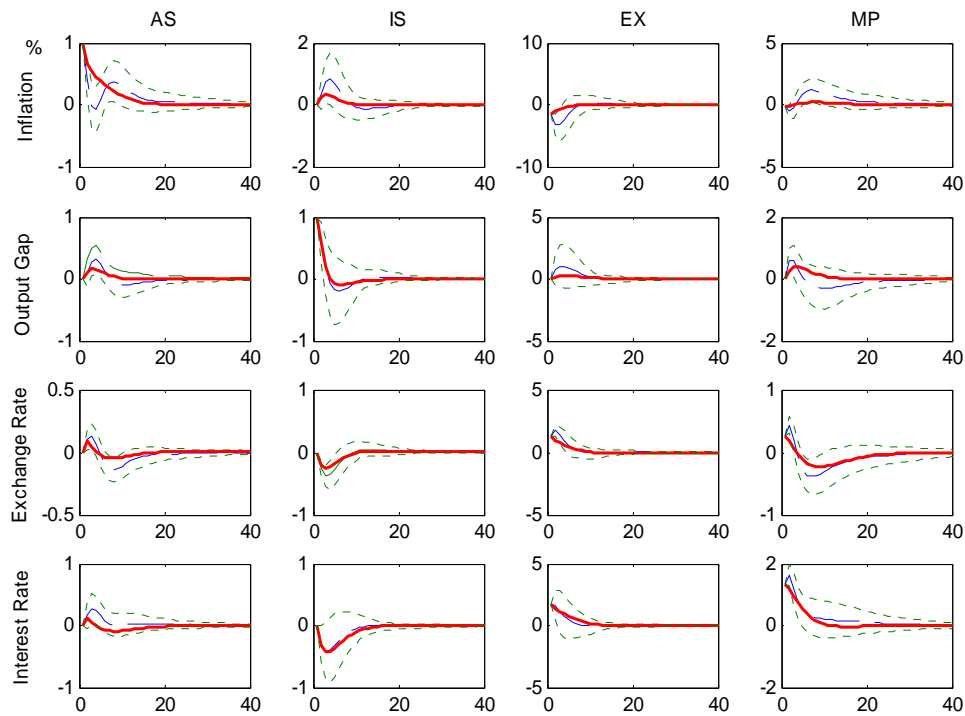 AS IS EX MP
%
Inflation
1 2 10 5
0 0 0 0
-1 -2 -10 -5
0 20 40 0 20 40 0 20 40 0 20 40
Output Gap
1 1 5 2
0 0 0 0
-1 -1 -5 -2
0 20 40 0 20 40 0 20 40 0 20 40
Exchange Rate
0.5 1 5 1
0 0 0 0
-0.5 -1 -5 -1
0 20 40 0 20 40 0 20 40 0 20 40
Interest Rate
1 1 5 2
0 0 0 0
-1 -1 -5 -2
0 20 40 0 20 40 0 20 40 0 20 40